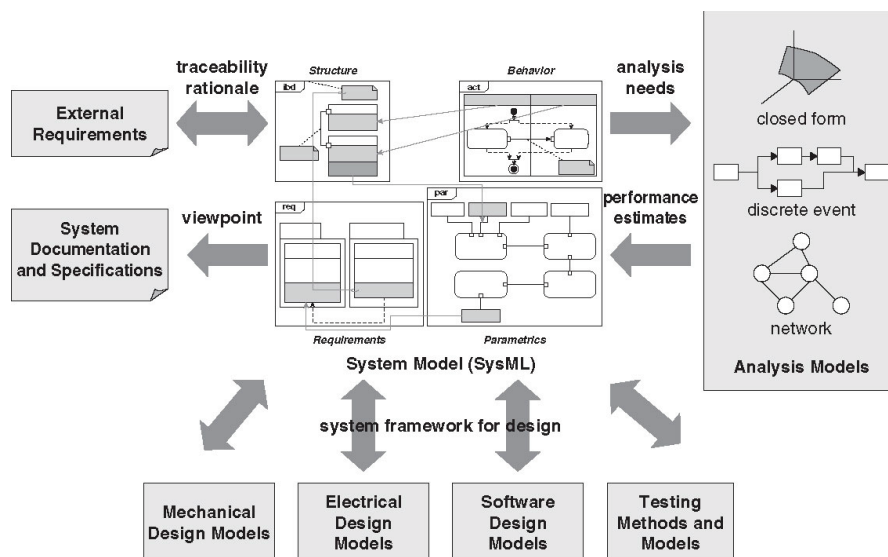 traceability
rationale
Structure
ibd
Behavior
act
analysis
needs
External
Requirements
closed form
discrete event
network
Analysis Models
System
Documentation
and Specifications
viewpoint
req
par
performance
estimates
Requirements
Parametrics
System Model (SysML)
system framework for design
Mechanical
Design Models
Electrical
Design
Models
Software
Design
Models
Testing
Methods and
Models